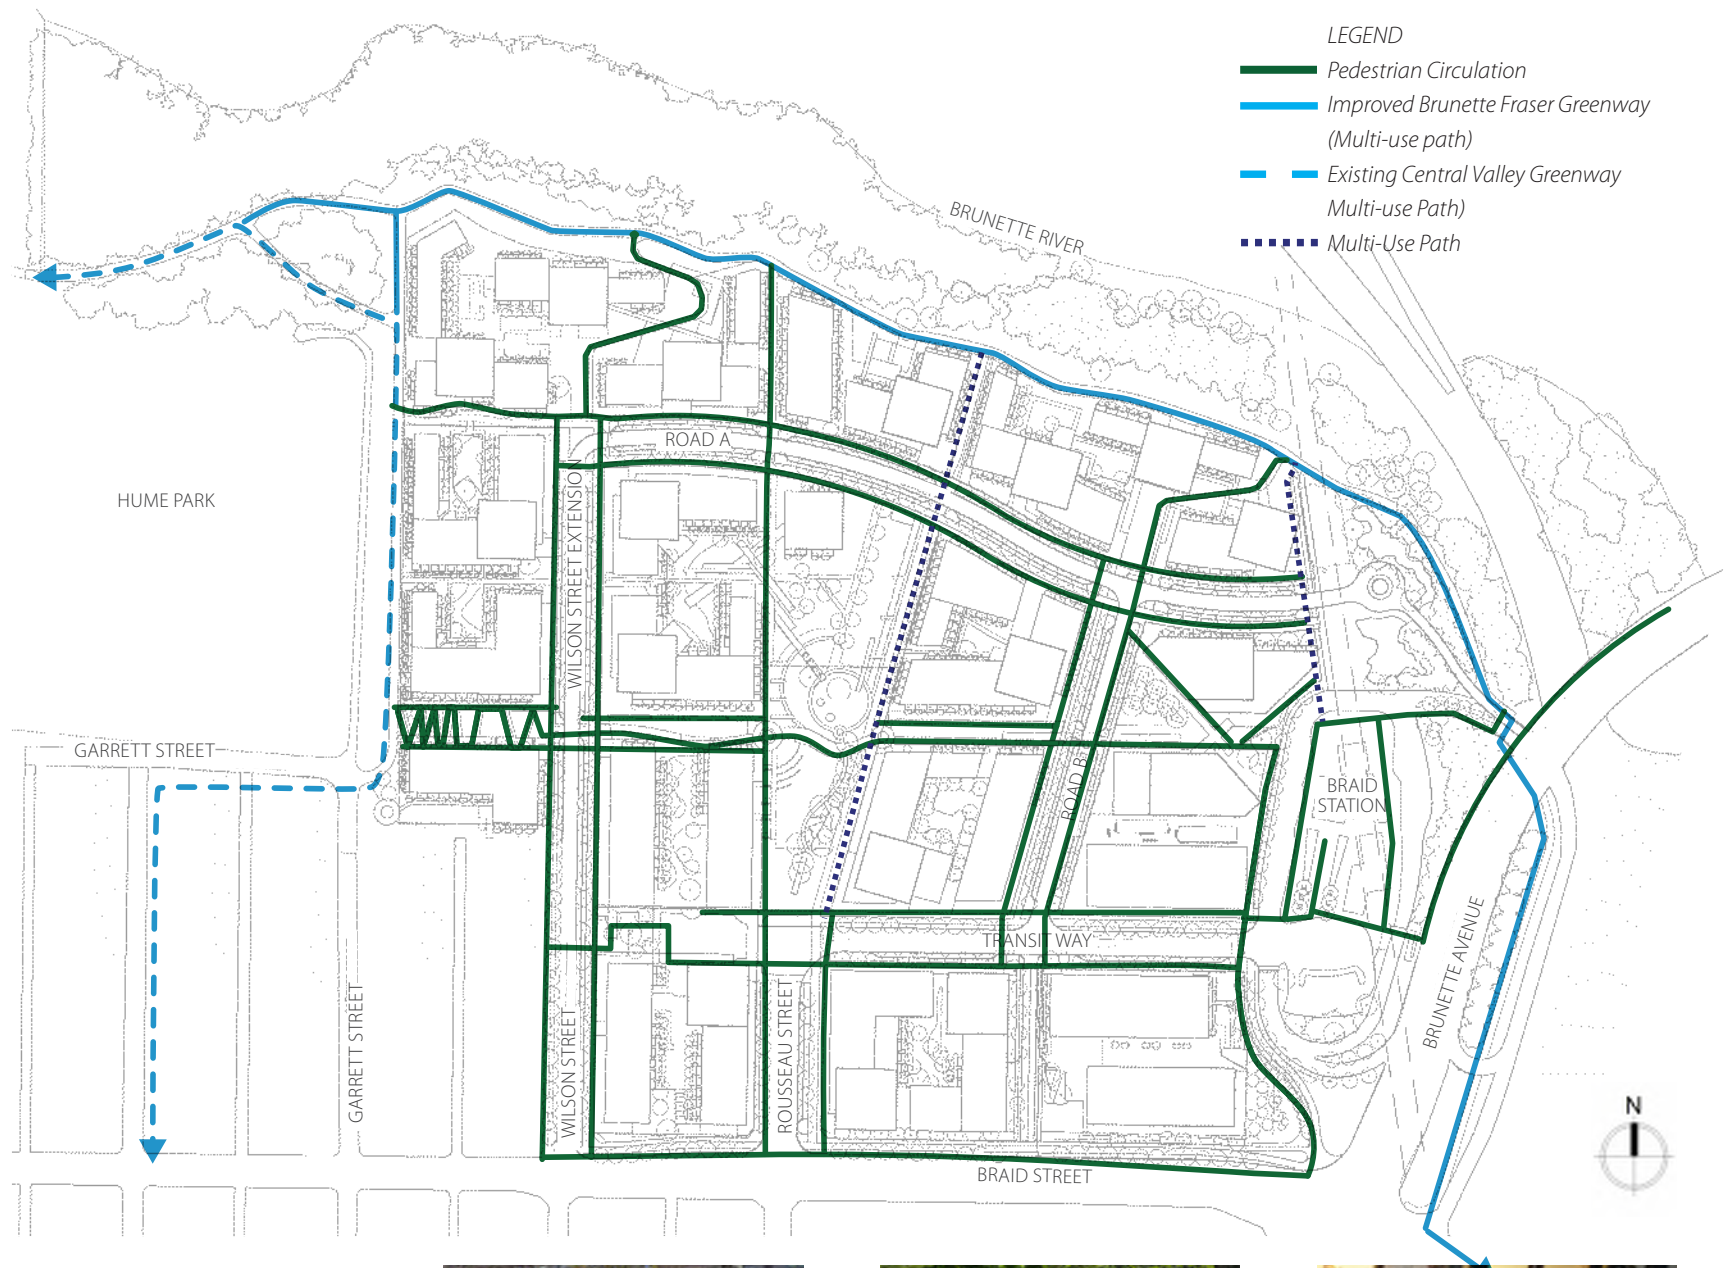 LEGEND
Pedestrian Circulation
Improved Brunette Fraser Greenway
(Multi-use path)
Existing Central Valley Greenway
Multi-use Path)
Multi-Use Path
BRUNETTE RIVER
ROAD A
HUME PARK
WILSON STREET EXTENSION
GARRETT STREET
ROAD B
BRAID
STATION
TRANSIT WAY
BRUNETTE AVENUE
GARRETT STREET
WILSON STREET
ROUSSEAU STREET
BRAID STREET
N